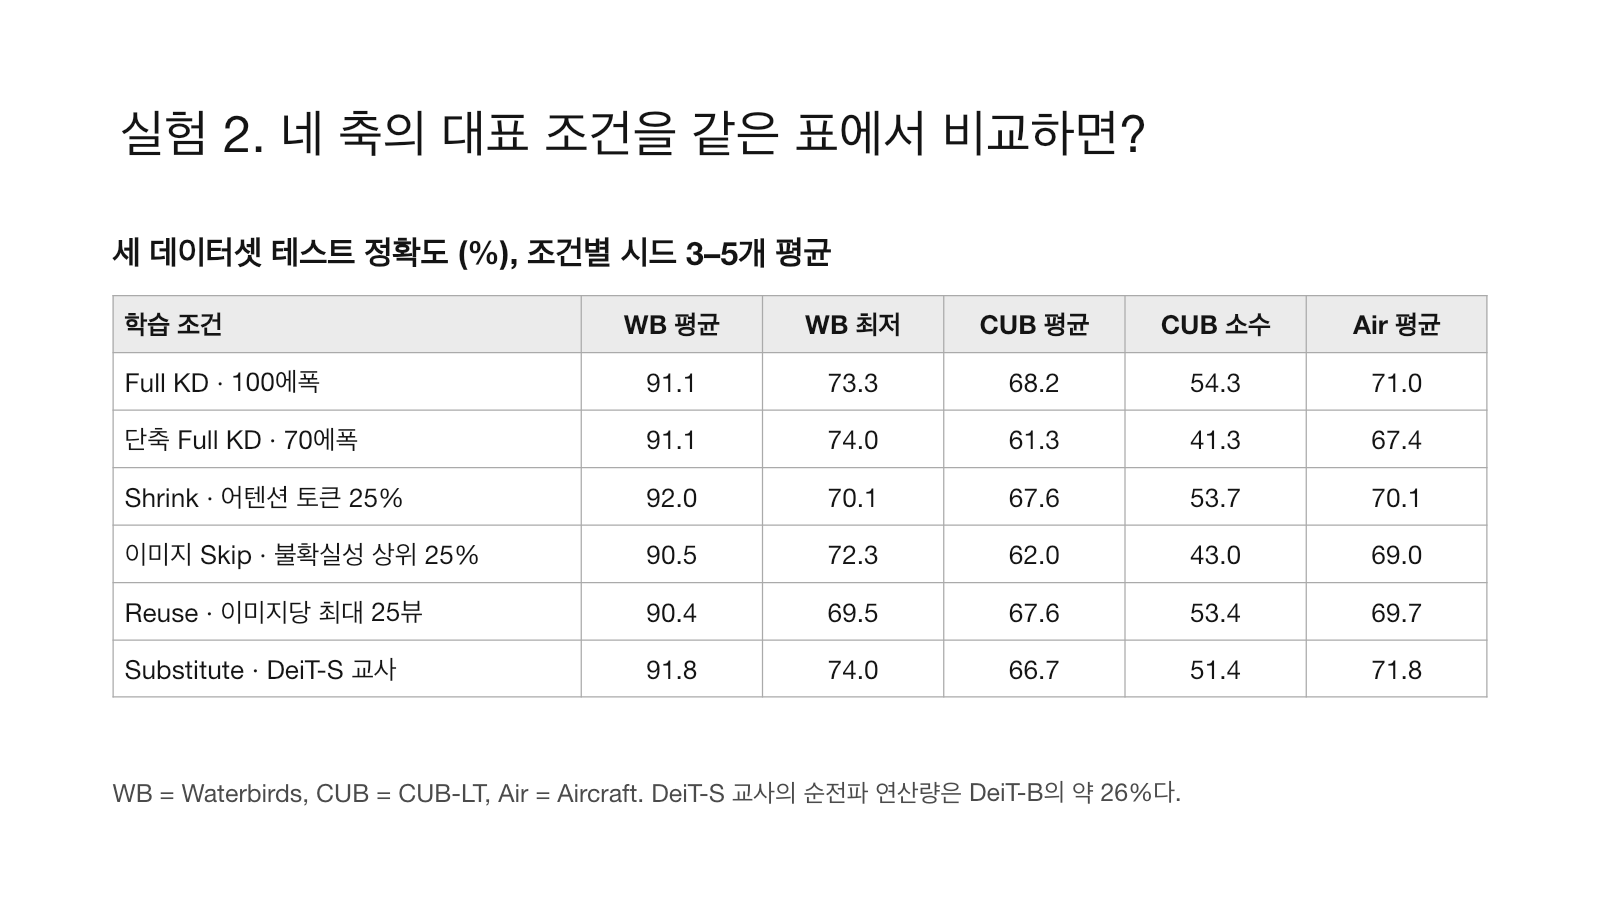 실험 2. 네 축의 대표 조건을 같은 표에서 비교하면?
세 데이터셋 테스트 정확도 (%), 조건별 시드 3–5개 평균
학습 조건 WB 평균 WB 최저 CUB 평균 CUB 소수 Air 평균
Full KD · 100에폭 91.1 73.3 68.2 54.3 71.0
단축 Full KD · 70에폭 91.1 74.0 61.3 41.3 67.4
Shrink · 어텐션 토큰 25% 92.0 70.1 67.6 53.7 70.1
이미지 Skip · 불확실성 상위 25% 90.5 72.3 62.0 43.0 69.0
Reuse · 이미지당 최대 25뷰 90.4 69.5 67.6 53.4 69.7
Substitute · DeiT-S 교사 91.8 74.0 66.7 51.4 71.8
WB = Waterbirds, CUB = CUB-LT, Air = Aircraft. DeiT-S 교사의 순전파 연산량은 DeiT-B의 약 26%다.